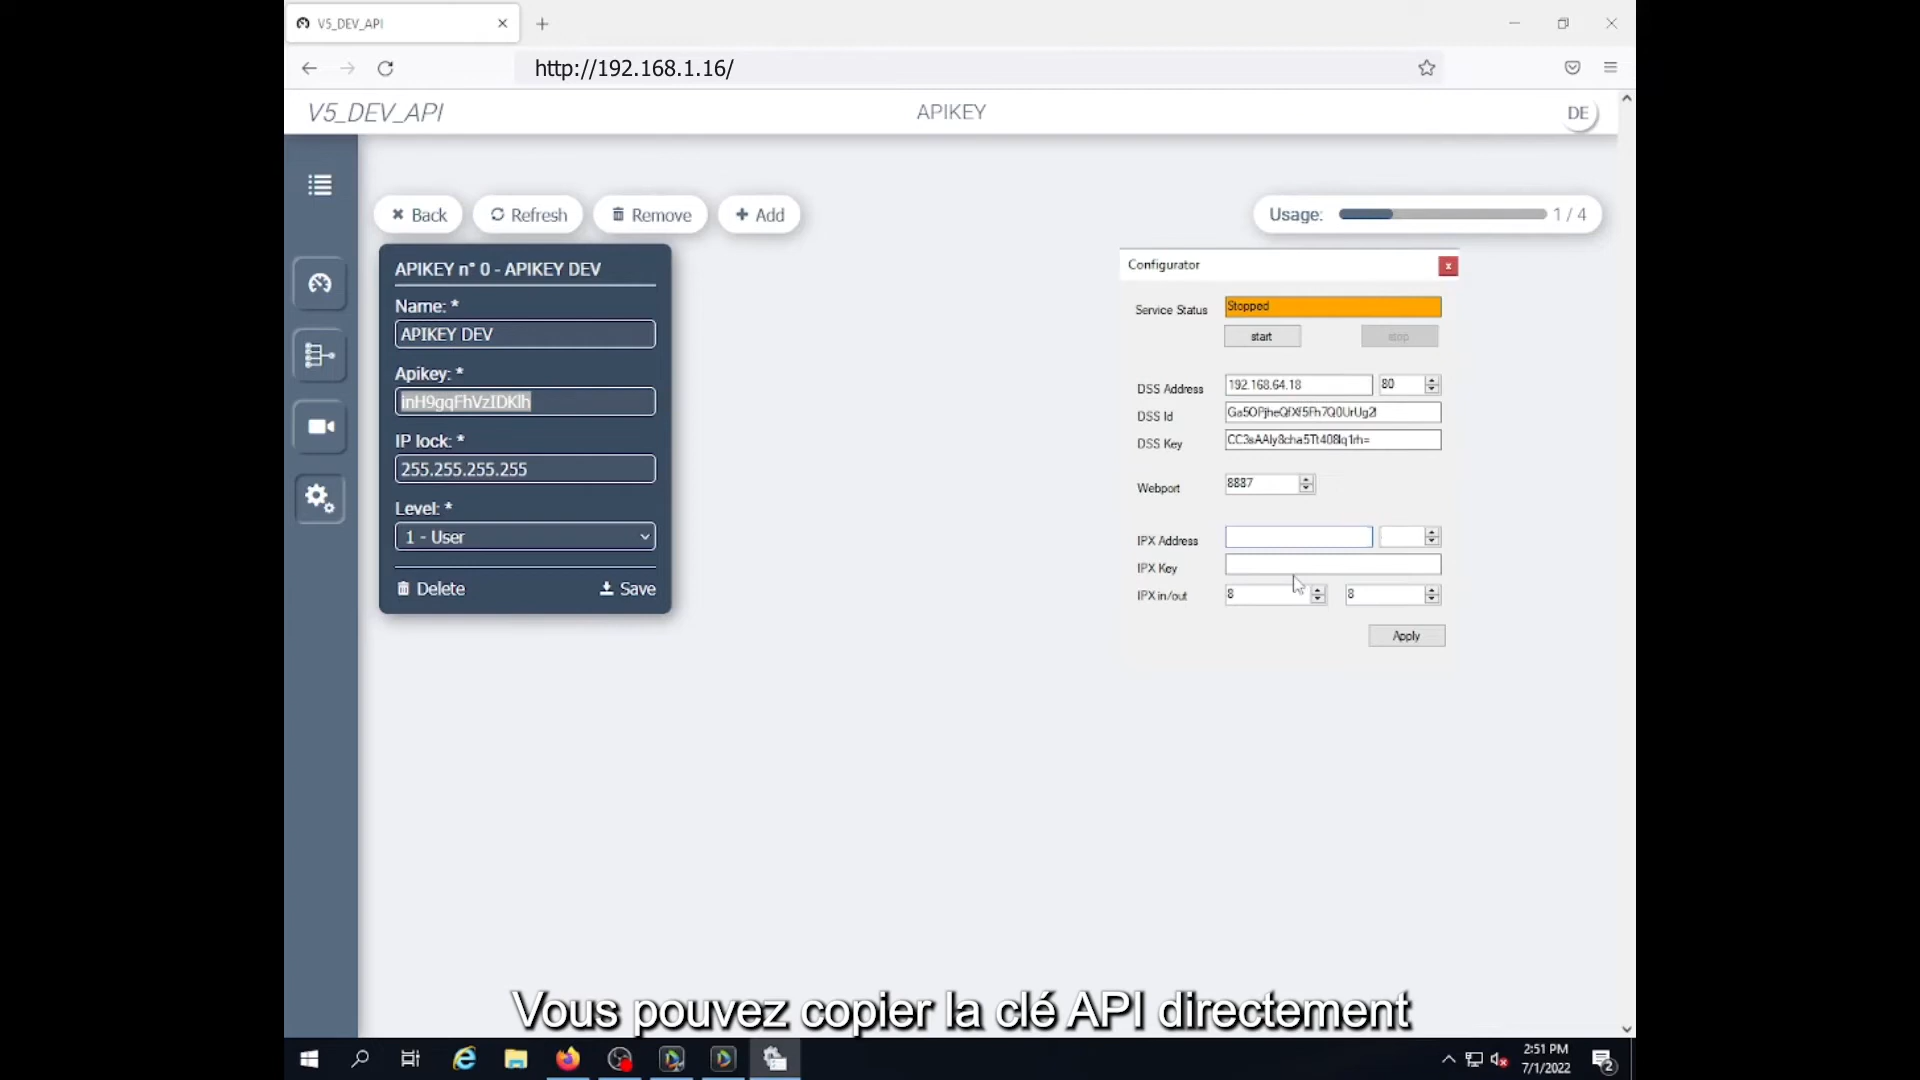 V5_DEV_API
http://192.168.1.16/
V5_DEV_API
APIKEY
DE
Back
Refresh
Remove
Add
Usage:
1 / 4
APIKEY n° 0 - APIKEY DEV
Name: *
APIKEY DEV
Apikey: *
inH9gqFhVzIDKlh
IP lock: *
255.255.255.255
Level: *
1 - User
Delete
Save
Configurator
x
Service Status
Stopped
start
stop
DSS Address
192.168.64.18
80
DSS Id
DSS Key
Webport
8887
IPX Address
IPX Key
IPX in/out
8
8
Apply
Vous pouvez copier la clé API directement
2:51 PM
7/1/2022
2